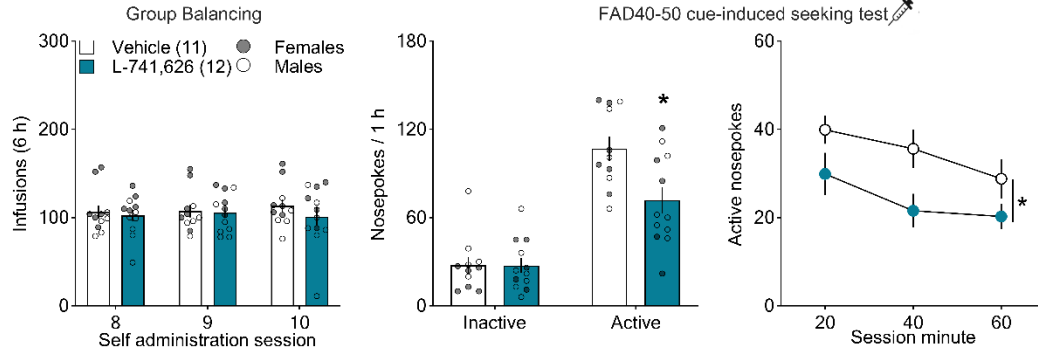 Group Balancing
FAD40-50 cue-induced seeking test
Infusions (6 h)
300
200
100
0
Vehicle (11)
L-741,626 (12)
Females
Males
8
9
10
Self administration session
Nosepokes / 1 h
180
120
60
0
*
Inactive
Active
Active nosepokes
60
40
20
0
*
20
40
60
Session minute